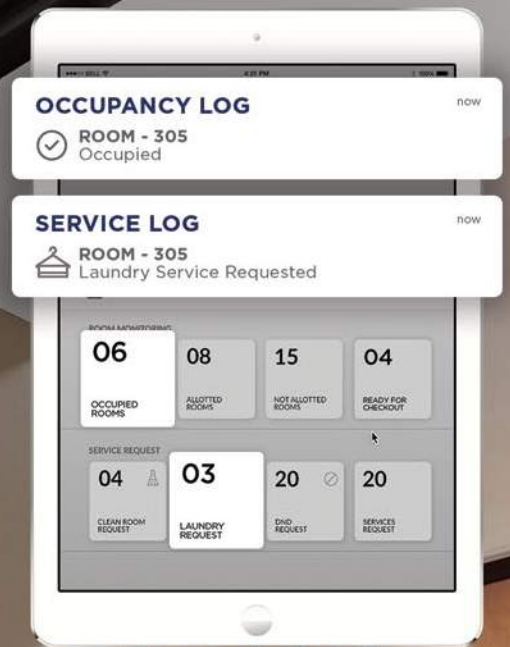 4:21 PM
100%
OCCUPANCY LOG
now
ROOM - 305
Occupied
SERVICE LOG
now
ROOM - 305
Laundry Service Requested
ROOM MONITORING
06
OCCUPIED
ROOMS
08
ALLOTTED
ROOMS
15
NOT ALLOTTED
ROOMS
04
READY FOR
CHECKOUT
SERVICE REQUEST
04
CLEAN ROOM
REQUEST
03
LAUNDRY
REQUEST
20
DND
REQUEST
20
SERVICES
REQUEST